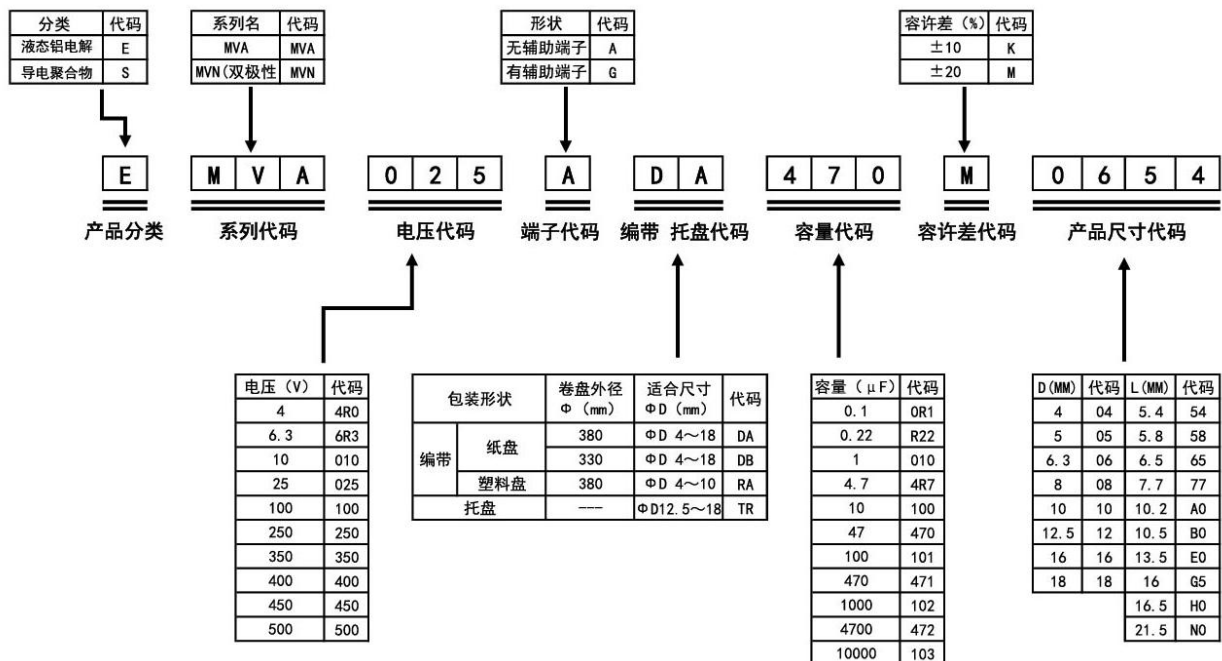 分类 代码
液态铝电解 E
导电聚合物 S
系列名 代码
MVA MVA
MVN(双极性 MVN
形状 代码
无辅助端子 A
有辅助端子 G
容许差 (%) 代码
±10 K
±20 M
E M V A 0 2 5 A D A 4 7 0 M 0 6 5 4
产品分类 系列代码 电压代码 端子代码 编带 托盘代码 容量代码 容许差代码 产品尺寸代码
电压 (V) 代码
4 4R0
6.3 6R3
10 010
25 025
100 100
250 250
350 350
400 400
450 450
500 500
包装形状 卷盘外径 Φ (mm) 适合尺寸 ΦD (mm) 代码
编带 纸盘 380 ΦD 4～18 DA
330 ΦD 4～18 DB
塑料盘 380 ΦD 4～10 RA
托盘 --- ΦD12.5～18 TR
容量 (μF) 代码
0.1 0R1
0.22 R22
1 010
4.7 4R7
10 100
47 470
100 101
470 471
1000 102
4700 472
10000 103
D(MM) 代码 L(MM) 代码
4 04 5.4 54
5 05 5.8 58
6.3 06 6.5 65
8 08 7.7 77
10 10 10.2 A0
12.5 12 10.5 B0
16 16 13.5 E0
18 18 16 G5
16.5 H0
21.5 N0